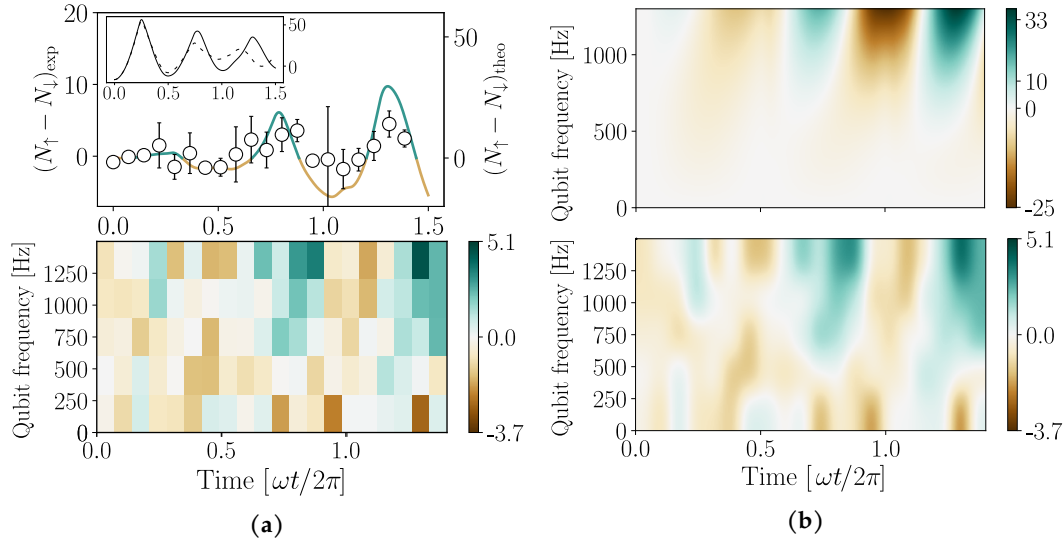 20
10
0
(N↑ − N↓)exp
50
0
0.0 0.5 1.0 1.5
50
0
(N↑ − N↓)theo
0.0 0.5 1.0 1.5
1250
1000
750
500
250
0
Qubit frequency [Hz]
5.1
0.0
-3.7
0.0 0.5 1.0
Time [ωt/2π]
(a)
1000
500
0
Qubit frequency [Hz]
33
10
0
-25
1250
1000
750
500
250
0
Qubit frequency [Hz]
5.1
0.0
-3.7
0.0 0.5 1.0
Time [ωt/2π]
(b)